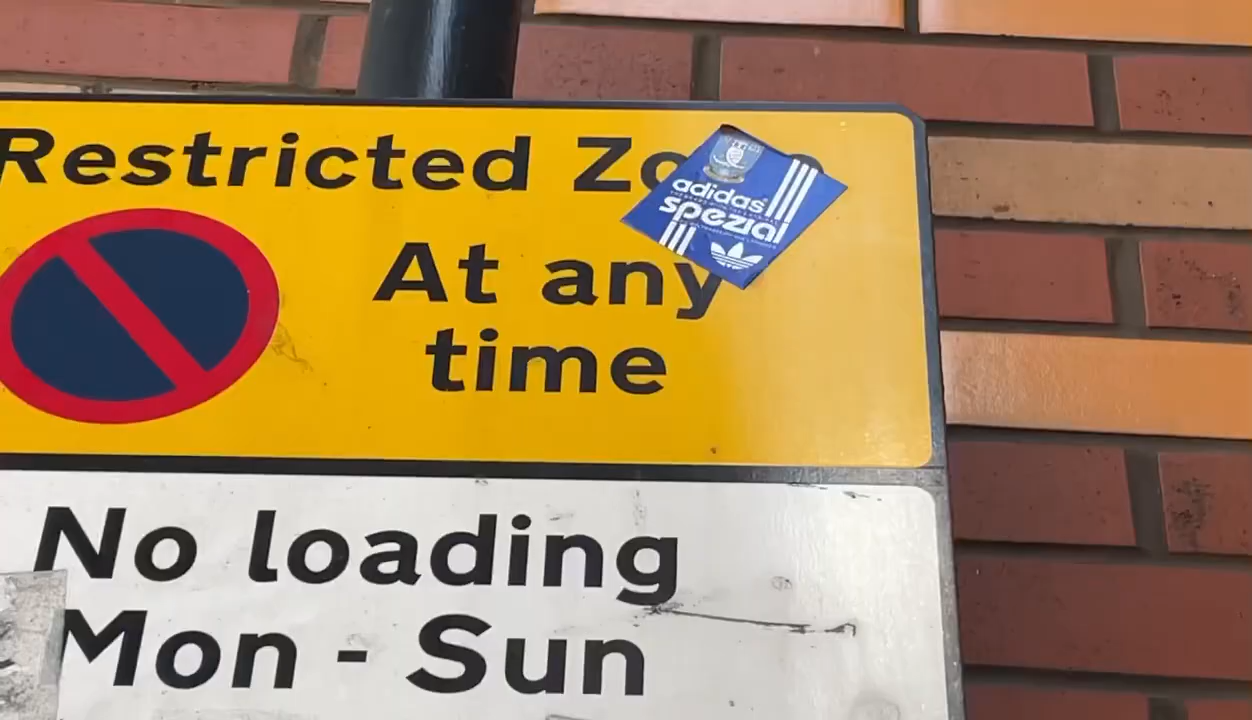 Restricted Zo
At any
time
adidas
spezial
No loading
Mon - Sun